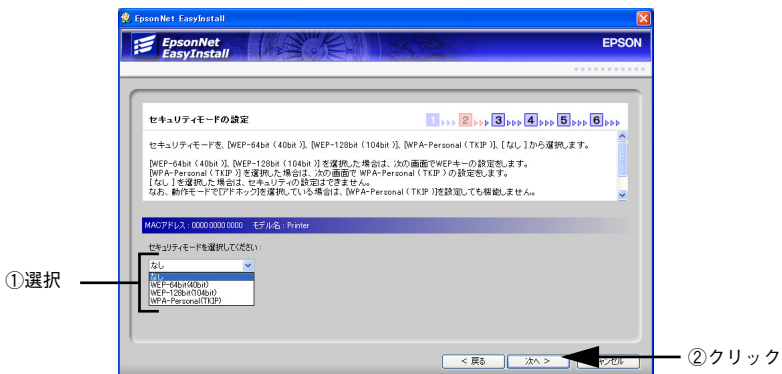 EpsonNet EasyInstall
EpsonNet
EasyInstall
EPSON
セキュリティモードの設定
1 2 3 4 5 6
セキュリティモードを、[WEP-64bit (40bit )]、[WEP-128bit (104bit )]、[WPA-Personal (TKIP )]、[なし]から選択します。
[WEP-64bit (40bit )]、[WEP-128bit (104bit )]を選択した場合は、次の画面でWEPキーの設定をします。
[WPA-Personal (TKIP )]を選択した場合は、次の画面で WPA-Personal (TKIP ) の設定をします。
[なし]を選択した場合は、セキュリティの設定はできません。
なお、動作モードで[アドホック]を選択している場合は、[WPA-Personal (TKIP )]を設定しても機能しません。
MACアドレス : 000000000000 モデル名 : Printer
セキュリティモードを選択してください :
なし
なし
WEP-64bit(40bit)
WEP-128bit(104bit)
WPA-Personal(TKIP)
①選択
< 戻る 次へ > キャンセル
②クリック